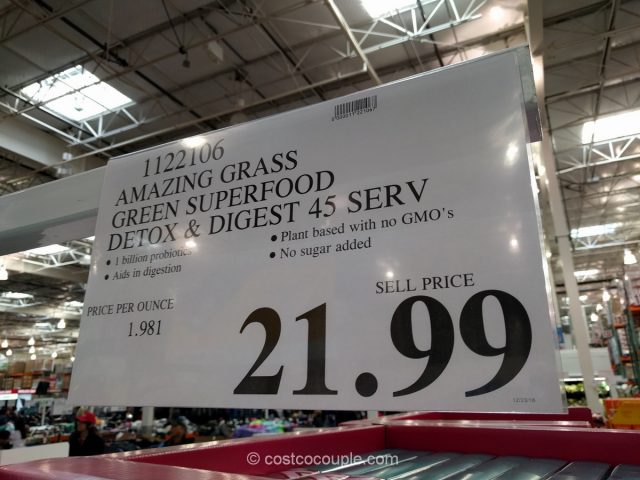 1122106
AMAZING GRASS
GREEN SUPERFOOD
DETOX & DIGEST 45 SERV
• 1 billion probiotics
• Aids in digestion
• Plant based with no GMO's
• No sugar added
PRICE PER OUNCE
1.981
SELL PRICE
21.99
© costcocouple.com